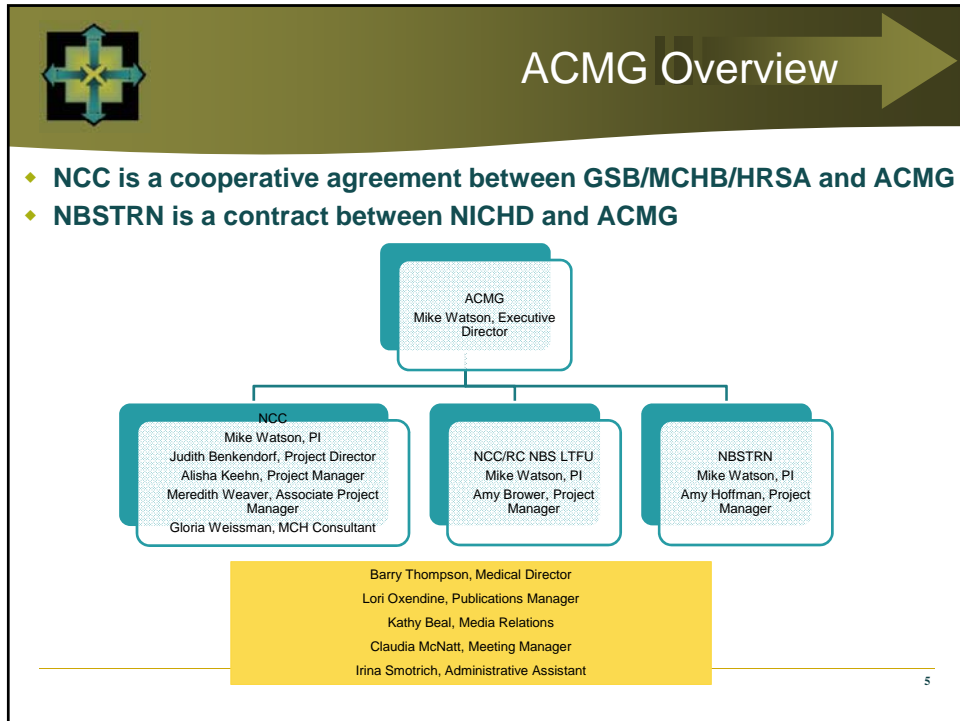 ACMG Overview
NCC is a cooperative agreement between GSB/MCHB/HRSA and ACMG
NBSTRN is a contract between NICHD and ACMG
ACMG
Mike Watson, Executive
Director
NCC
Mike Watson, PI
Judith Benkendorf, Project Director
Alisha Keehn, Project Manager
Meredith Weaver, Associate Project
Manager
Gloria Weissman, MCH Consultant
NCC/RC NBS LTFU
Mike Watson, PI
Amy Brower, Project
Manager
NBSTRN
Mike Watson, PI
Amy Hoffman, Project
Manager
Barry Thompson, Medical Director
Lori Oxendine, Publications Manager
Kathy Beal, Media Relations
Claudia McNatt, Meeting Manager
Irina Smotrich, Administrative Assistant
5